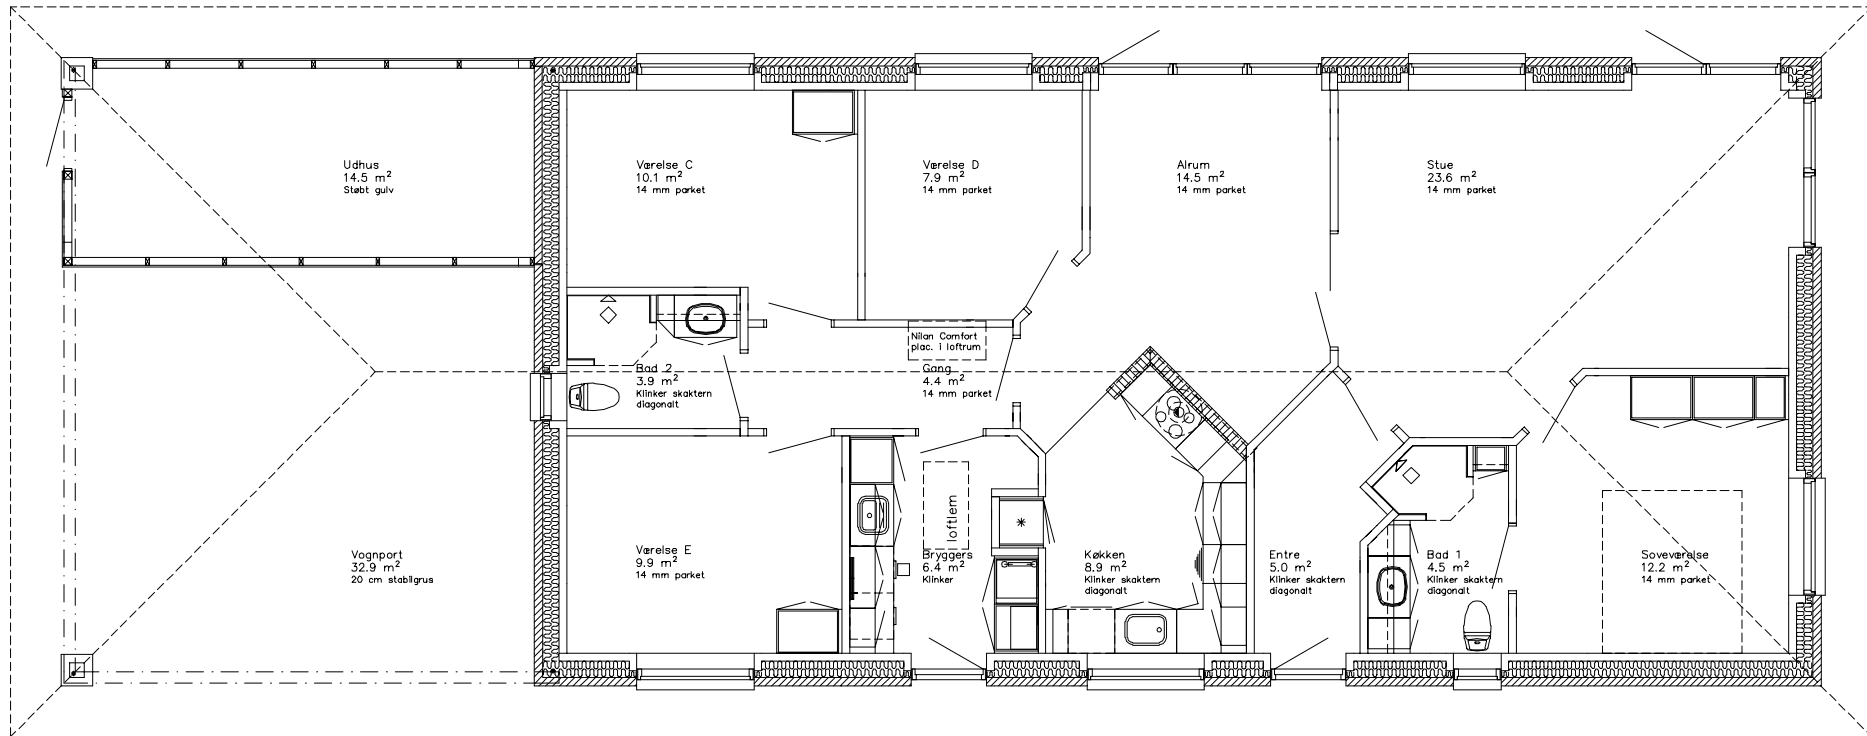 Udhus
14.5 m²
Støbt gulv
Værelse C
10.1 m²
14 mm parket
Værelse D
7.9 m²
14 mm parket
Alrum
14.5 m²
14 mm parket
Stue
23.6 m²
14 mm parket
Nilan Comfort
plac. i loftrum
Bad 2
3.9 m²
Klinker skaktern
diagonalt
Gang
4.4 m²
14 mm parket
loftlem
Vognport
32.9 m²
20 cm stabilgrus
Værelse E
9.9 m²
14 mm parket
Bryggers
6.4 m²
Klinker
Køkken
8.9 m²
Klinker skaktern
diagonalt
Entre
5.0 m²
Klinker skaktern
diagonalt
Bad 1
4.5 m²
Klinker skaktern
diagonalt
Soveværelse
12.2 m²
14 mm parket